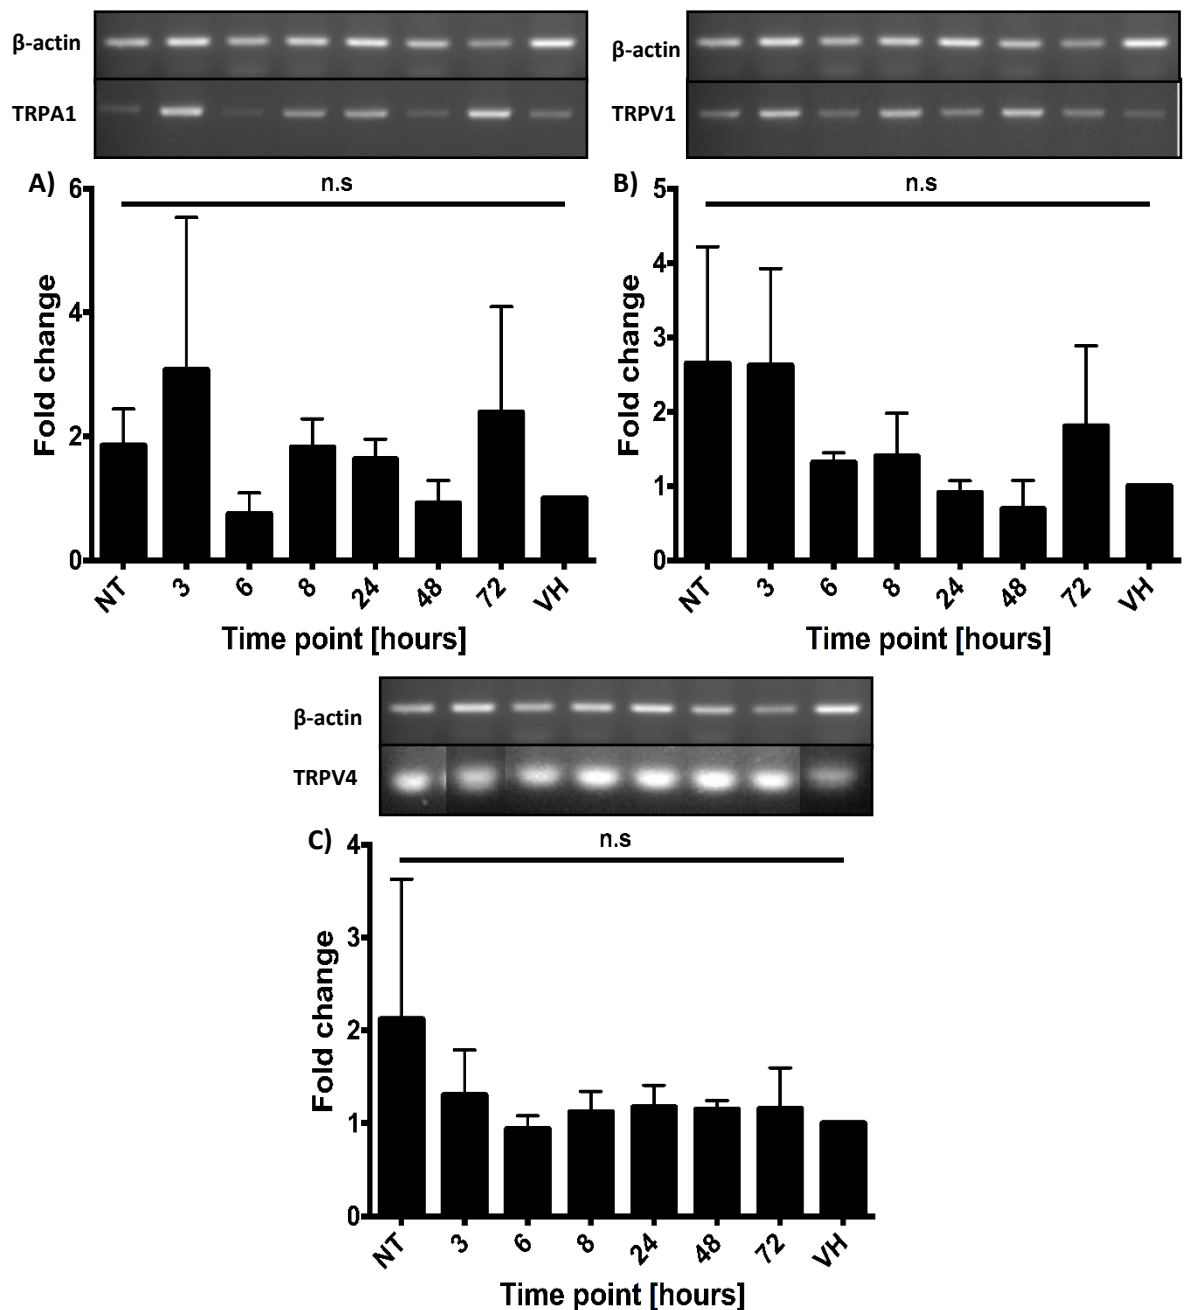 β-actin
TRPA1
A)
n.s
6
4
2
0
Fold change
NT 3 6 8 24 48 72 VH
Time point [hours]
β-actin
TRPV1
B)
n.s
5
4
3
2
1
0
Fold change
NT 3 6 8 24 48 72 VH
Time point [hours]
β-actin
TRPV4
C)
n.s
4
3
2
1
0
Fold change
NT 3 6 8 24 48 72 VH
Time point [hours]